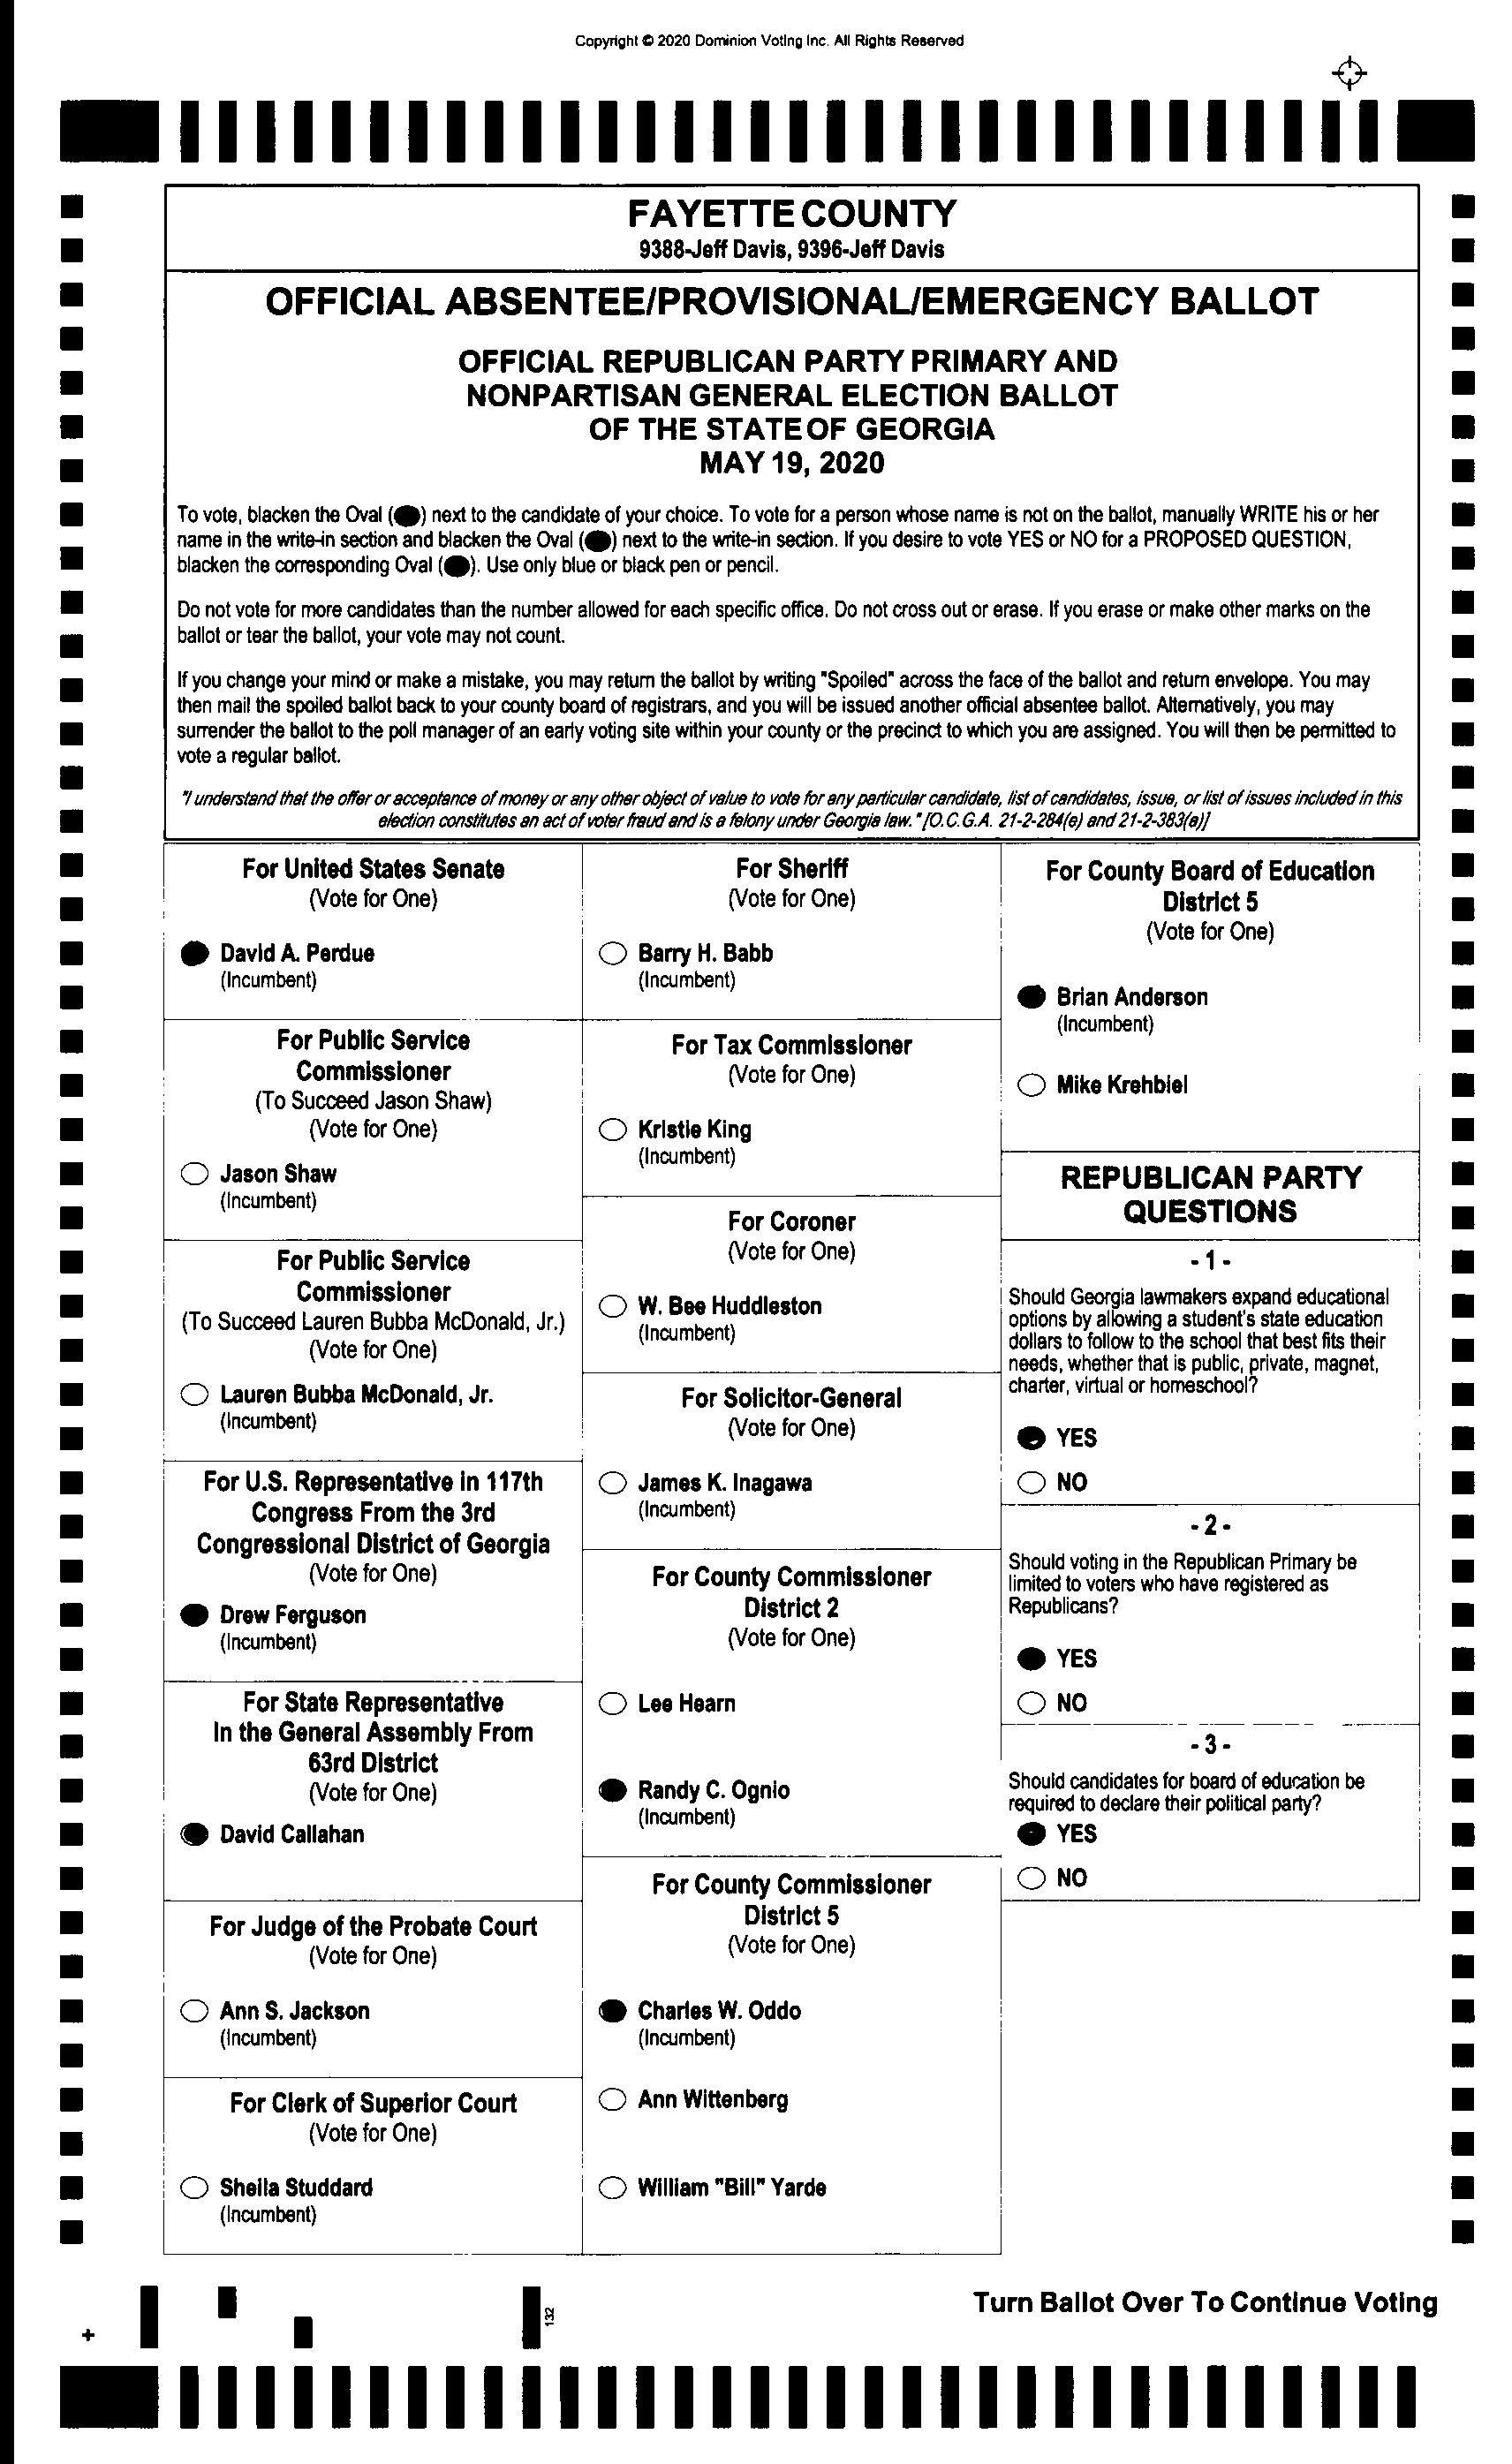 Copyright © 2020 Dominion Voting Inc. All Rights Reserved
FAYETTE COUNTY
9388-Jeff Davis, 9396-Jeff Davis
OFFICIAL ABSENTEE/PROVISIONAL/EMERGENCY BALLOT
OFFICIAL REPUBLICAN PARTY PRIMARY AND
NONPARTISAN GENERAL ELECTION BALLOT
OF THE STATE OF GEORGIA
MAY 19, 2020
To vote, blacken the Oval (●) next to the candidate of your choice. To vote for a person whose name is not on the ballot, manually WRITE his or her
name in the write-in section and blacken the Oval (●) next to the write-in section. If you desire to vote YES or NO for a PROPOSED QUESTION,
blacken the corresponding Oval (●). Use only blue or black pen or pencil.
Do not vote for more candidates than the number allowed for each specific office. Do not cross out or erase. If you erase or make other marks on the
ballot or tear the ballot, your vote may not count.
If you change your mind or make a mistake, you may return the ballot by writing "Spoiled" across the face of the ballot and return envelope. You may
then mail the spoiled ballot back to your county board of registrars, and you will be issued another official absentee ballot. Alternatively, you may
surrender the ballot to the poll manager of an early voting site within your county or the precinct to which you are assigned. You will then be permitted to
vote a regular ballot.
"I understand that the offer or acceptance of money or any other object of value to vote for any particular candidate, list of candidates, issue, or list of issues included in this
election constitutes an act of voter fraud and is a felony under Georgia law." [O.C.G.A. 21-2-284(e) and 21-2-383(a)]
For United States Senate
(Vote for One)
David A. Perdue
(Incumbent)
For Public Service
Commissioner
(To Succeed Jason Shaw)
(Vote for One)
Jason Shaw
(Incumbent)
For Public Service
Commissioner
(To Succeed Lauren Bubba McDonald, Jr.)
(Vote for One)
Lauren Bubba McDonald, Jr.
(Incumbent)
For U.S. Representative in 117th
Congress From the 3rd
Congressional District of Georgia
(Vote for One)
Drew Ferguson
(Incumbent)
For State Representative
In the General Assembly From
63rd District
(Vote for One)
David Callahan
For Judge of the Probate Court
(Vote for One)
Ann S. Jackson
(Incumbent)
For Clerk of Superior Court
(Vote for One)
Sheila Studdard
(Incumbent)
For Sheriff
(Vote for One)
Barry H. Babb
(Incumbent)
For Tax Commissioner
(Vote for One)
Kristie King
(Incumbent)
For Coroner
(Vote for One)
W. Bee Huddleston
(Incumbent)
For Solicitor-General
(Vote for One)
James K. Inagawa
(Incumbent)
For County Commissioner
District 2
(Vote for One)
Lee Hearn
Randy C. Ognio
(Incumbent)
For County Commissioner
District 5
(Vote for One)
Charles W. Oddo
(Incumbent)
Ann Wittenberg
William "Bill" Yarde
For County Board of Education
District 5
(Vote for One)
Brian Anderson
(Incumbent)
Mike Krehbiel
REPUBLICAN PARTY
QUESTIONS
- 1 -
Should Georgia lawmakers expand educational
options by allowing a student's state education
dollars to follow to the school that best fits their
needs, whether that is public, private, magnet,
charter, virtual or homeschool?
YES
NO
- 2 -
Should voting in the Republican Primary be
limited to voters who have registered as
Republicans?
YES
NO
- 3 -
Should candidates for board of education be
required to declare their political party?
YES
NO
Turn Ballot Over To Continue Voting
132
+